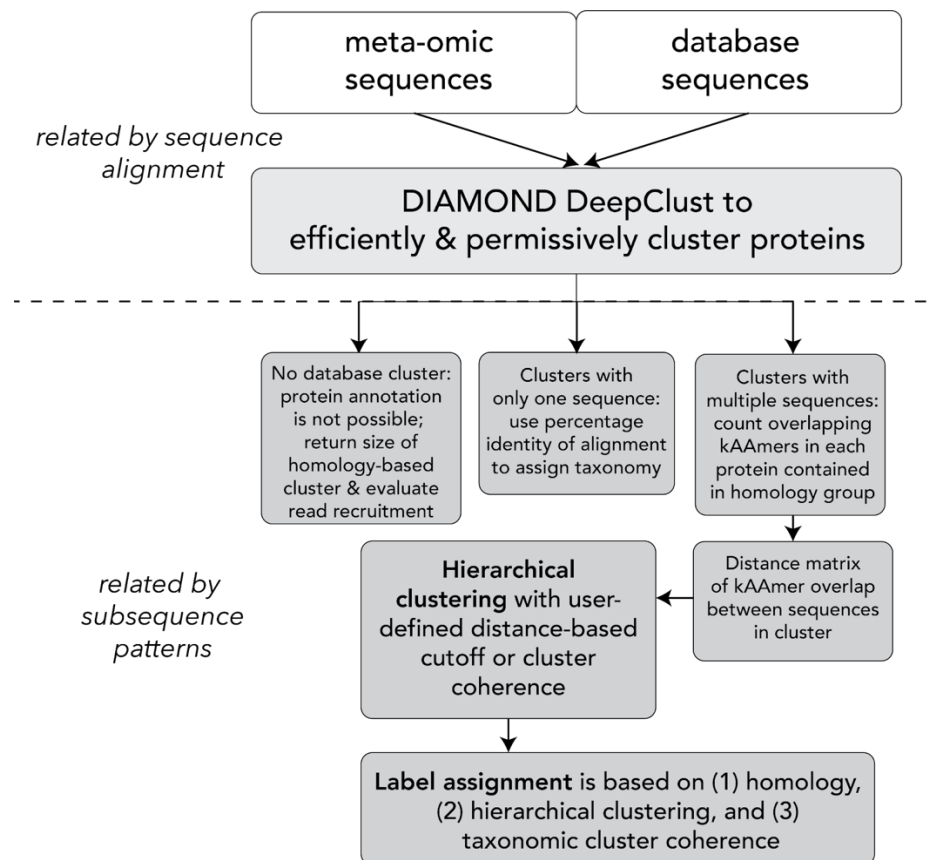 meta-omic
sequences
database
sequences
related by sequence
alignment
DIAMOND DeepClust to
efficiently & permissively cluster proteins
No database cluster:
protein annotation
is not possible;
return size of
homology-based
cluster & evaluate
read recruitment
Clusters with
only one sequence:
use percentage
identity of alignment
to assign taxonomy
Clusters with
multiple sequences:
count overlapping
kAAmers in each
protein contained
in homology group
related by
subsequence
patterns
Hierarchical
clustering with user-
defined distance-based
cutoff or cluster
coherence
Distance matrix
of kAAmer overlap
between sequences
in cluster
Label assignment is based on (1) homology,
(2) hierarchical clustering, and (3)
taxonomic cluster coherence